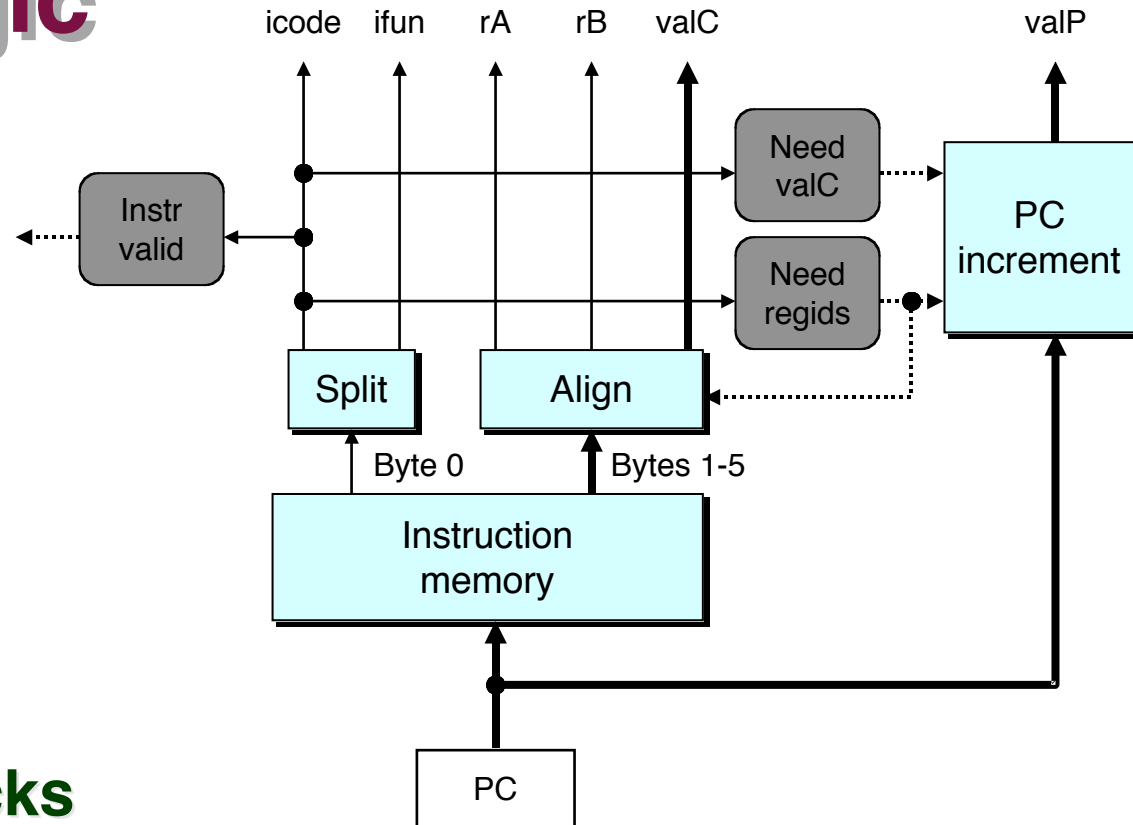 gic
icode ifun rA rB valC valP
Need
valC
Instr
valid
PC
increment
Need
regids
Split
Align
Byte 0
Bytes 1-5
Instruction
memory
PC
cks